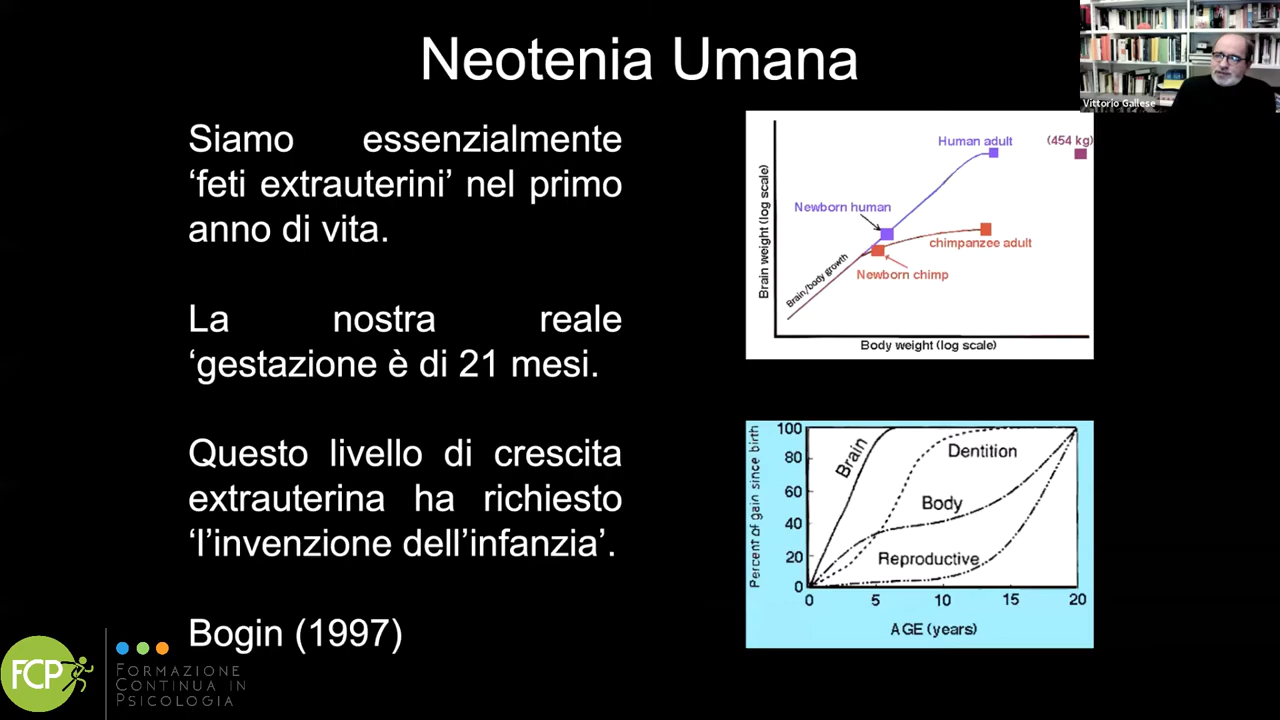 Neotenia Umana
Vittorio Gallese
Siamo essenzialmente
‘feti extrauterini’ nel primo
anno di vita.
La nostra reale
‘gestazione è di 21 mesi.
Questo livello di crescita
extrauterina ha richiesto
‘l’invenzione dell’infanzia’.
Bogin (1997)
Brain weight (log scale)
Human adult
(454 kg)
Newborn human
chimpanzee adult
Newborn chimp
Brain/body growth
Body weight (log scale)
Percent of gain since birth
100
80
60
40
20
0
Brain
Dentition
Body
Reproductive
0 5 10 15 20
AGE (years)
FCP
FORMAZIONE
CONTINUA IN
PSICOLOGIA